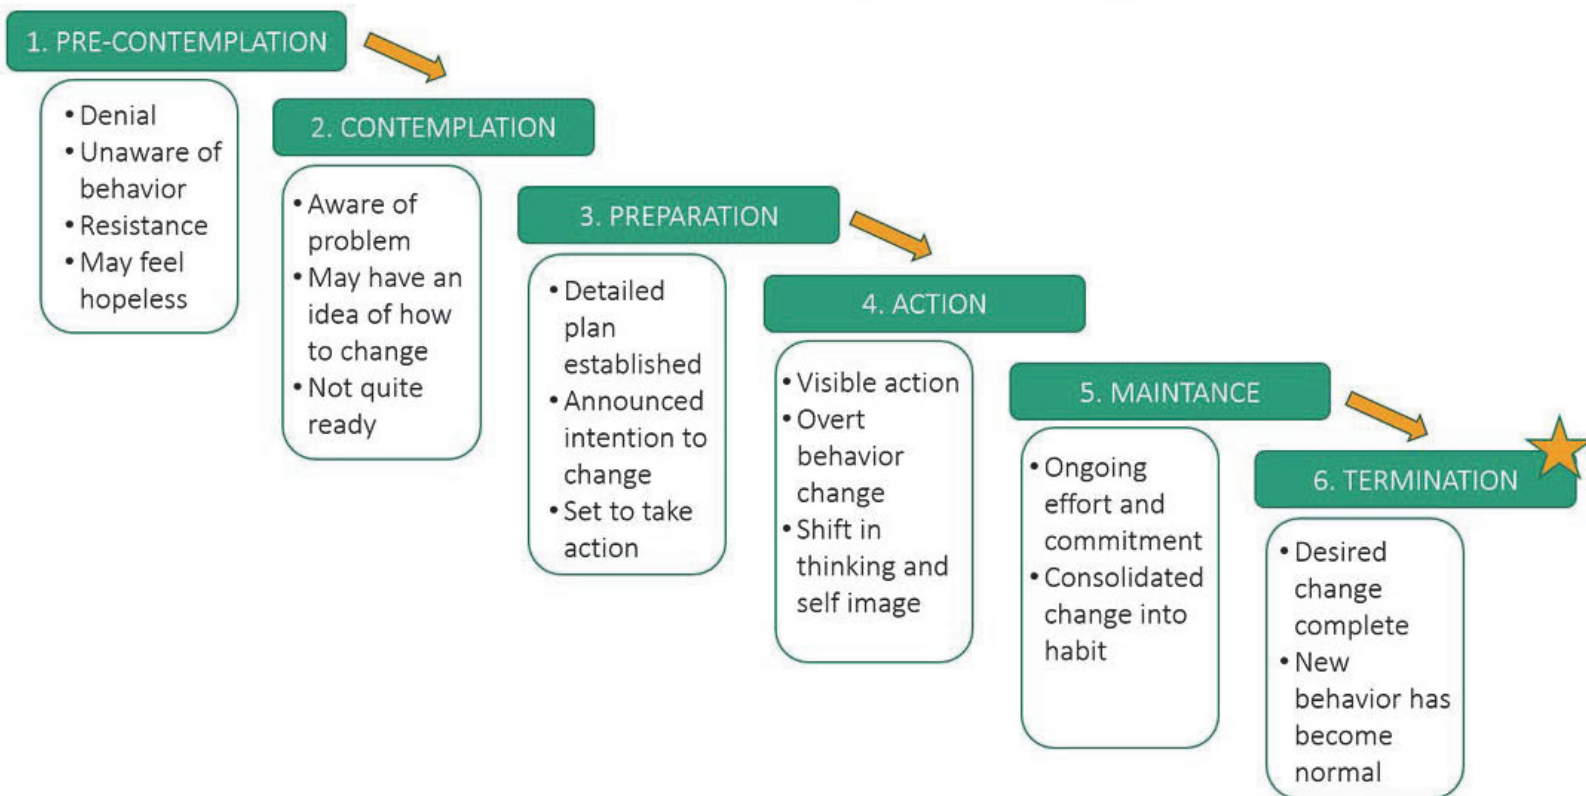 1. PRE-CONTEMPLATION
• Denial
• Unaware of
behavior
• Resistance
• May feel
hopeless
2. CONTEMPLATION
• Aware of
problem
• May have an
idea of how
to change
• Not quite
ready
3. PREPARATION
• Detailed
plan
established
• Announced
intention to
change
• Set to take
action
4. ACTION
• Visible action
• Overt
behavior
change
• Shift in
thinking and
self image
5. MAINTANCE
• Ongoing
effort and
commitment
• Consolidated
change into
habit
6. TERMINATION
• Desired
change
complete
• New
behavior has
become
normal